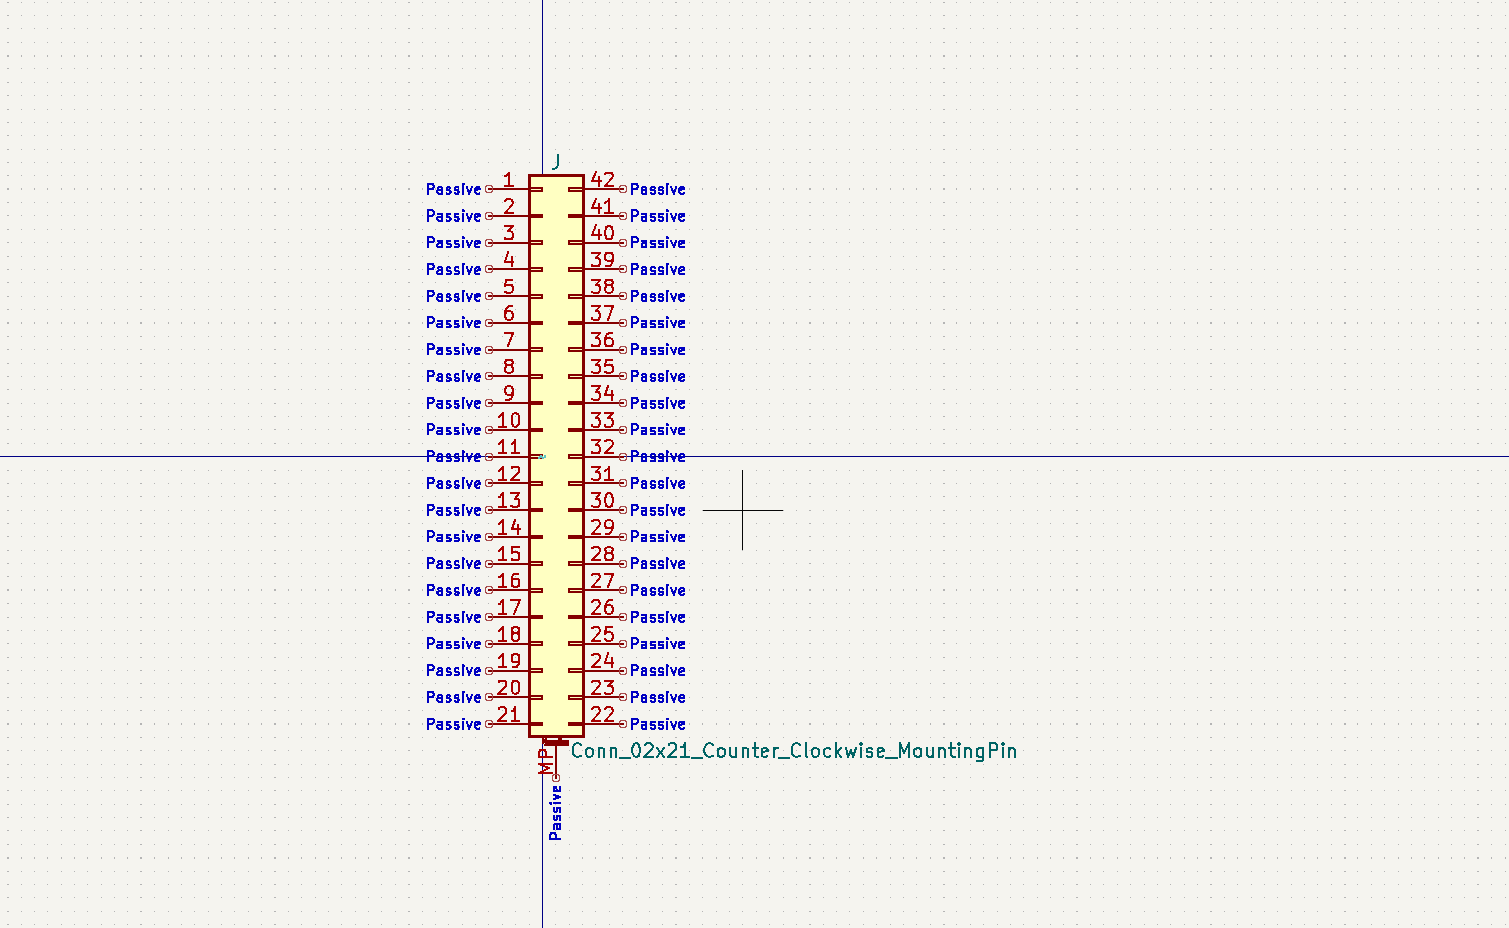 J
Passive 1 42 Passive
Passive 2 41 Passive
Passive 3 40 Passive
Passive 4 39 Passive
Passive 5 38 Passive
Passive 6 37 Passive
Passive 7 36 Passive
Passive 8 35 Passive
Passive 9 34 Passive
Passive 10 33 Passive
Passive 11 32 Passive
Passive 12 31 Passive
Passive 13 30 Passive
Passive 14 29 Passive
Passive 15 28 Passive
Passive 16 27 Passive
Passive 17 26 Passive
Passive 18 25 Passive
Passive 19 24 Passive
Passive 20 23 Passive
Passive 21 22 Passive
MP Conn_02x21_Counter_Clockwise_MountingPin
Passive